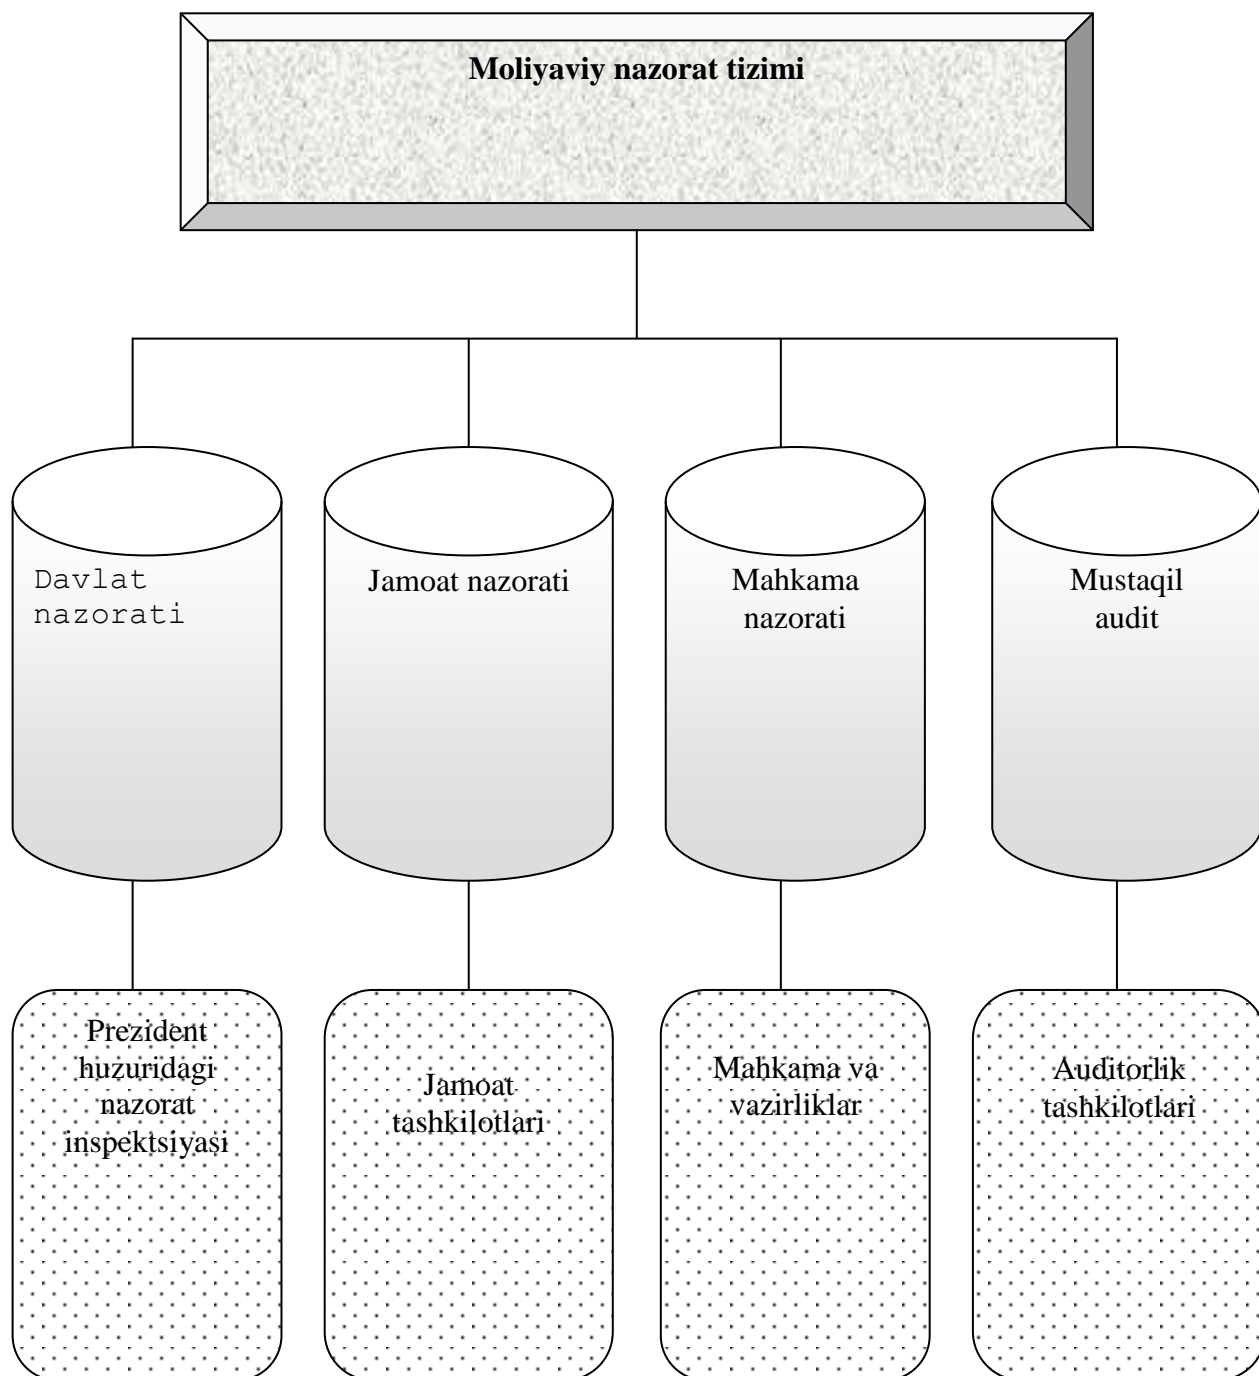 Moliyaviy nazorat tizimi
Davlat
nazorati
Jamoat nazorati
Mahkama
nazorati
Mustaqil
audit
Prezident
huzuridagi
nazorat
inspektsiyasi
Jamoat
tashkilotlari
Mahkama va
vazirliklar
Auditorlik
tashkilotlari